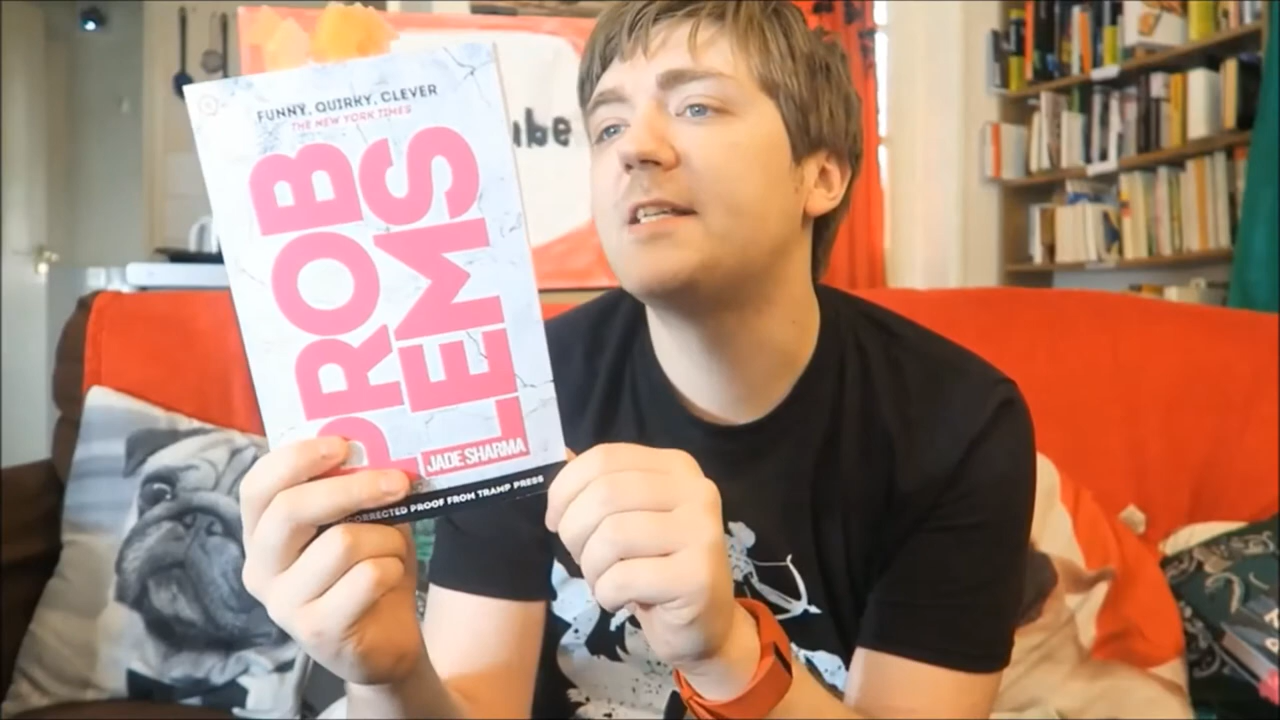 FUNNY, QUIRKY, CLEVER
THE NEW YORK TIMES
PROB
LEMS
JADE SHARMA
CORRECTED PROOF FROM TRAMP PRESS
ube